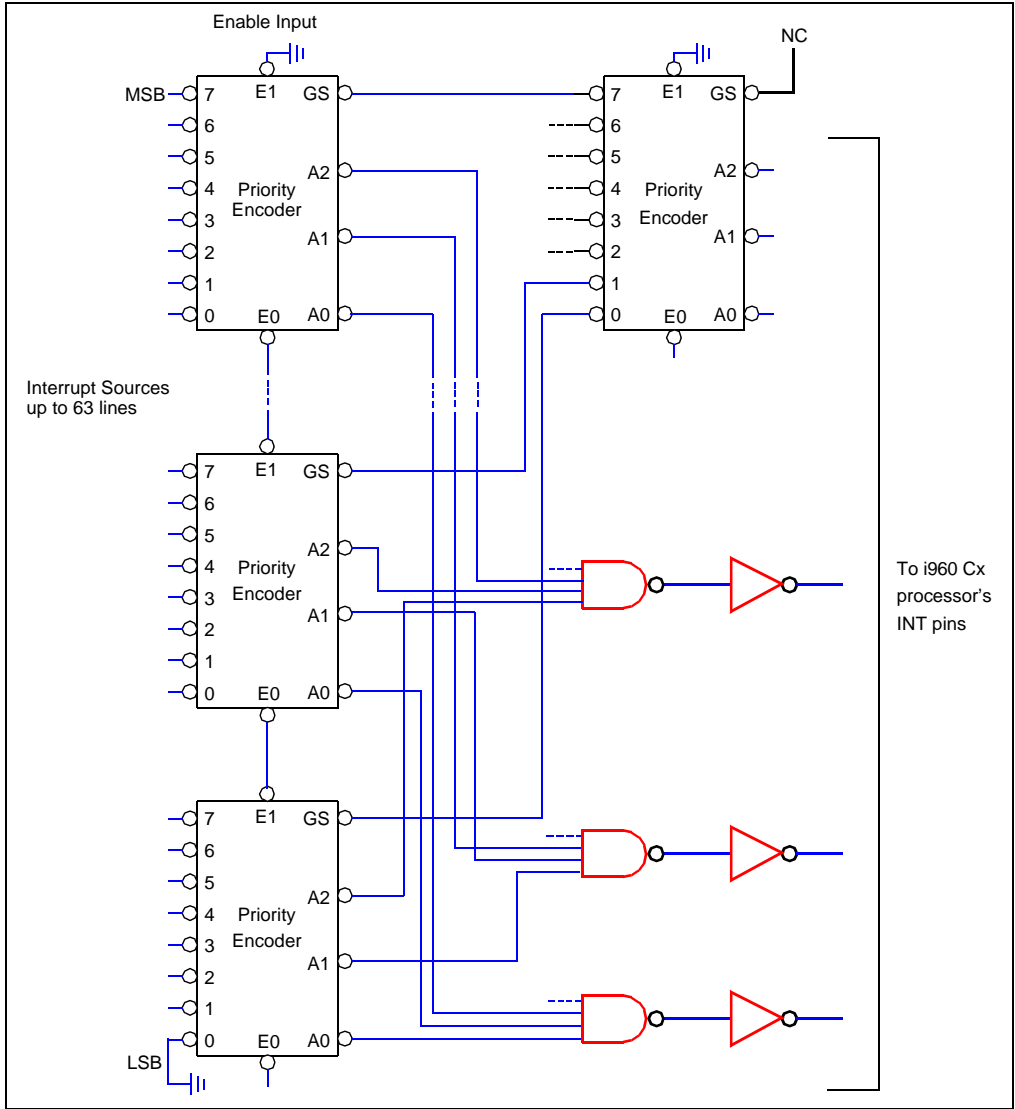 Enable Input
NC
MSB
7
E1
GS
6
5
4
3
2
1
0
A2
Priority
Encoder
A1
E0
A0
7
E1
GS
6
5
4
3
2
1
0
A2
Priority
Encoder
A1
E0
A0
Interrupt Sources
up to 63 lines
7
E1
GS
6
5
4
3
2
1
0
A2
Priority
Encoder
A1
E0
A0
To i960 Cx
processor's
INT pins
7
E1
GS
6
5
4
3
2
1
0
A2
Priority
Encoder
A1
E0
A0
LSB